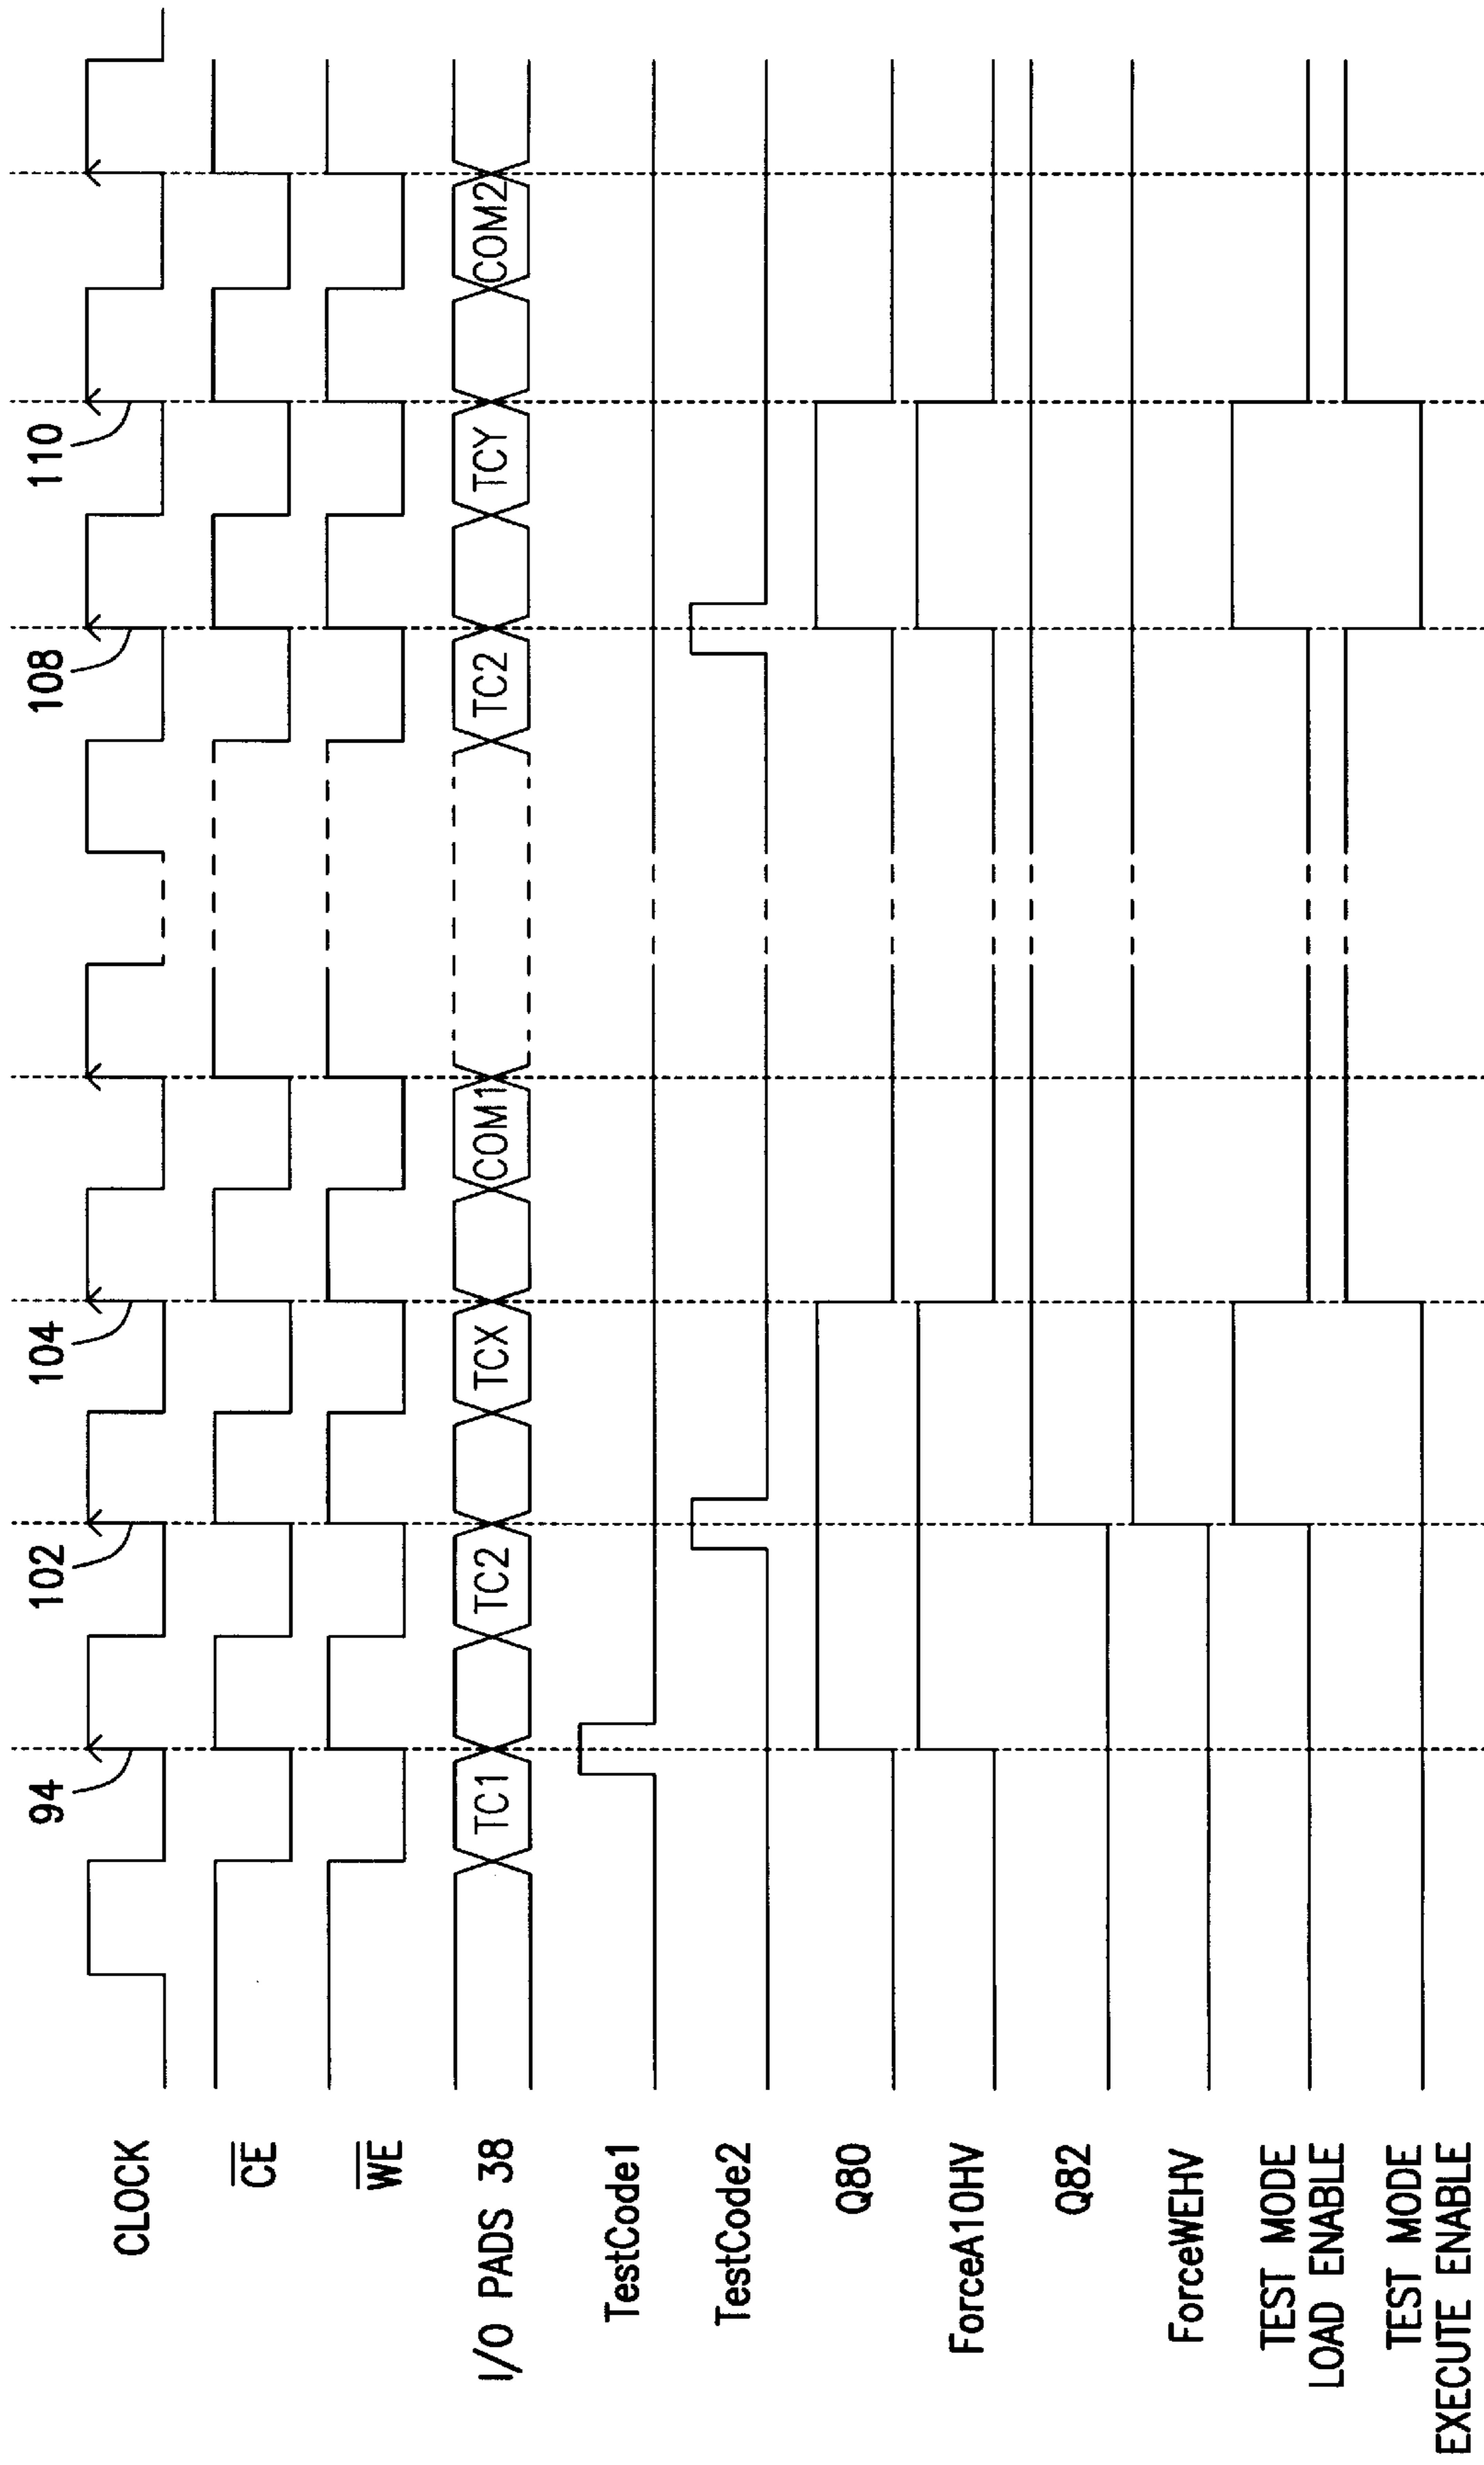 94
102
104
108
110
CLOCK
CE
WE
I/O PADS 38
TC1
TC2
TCX
COM1
TC2
TCY
COM2
TestCode1
TestCode2
Q80
ForceA10HV
Q82
ForceWEHV
TEST MODE
LOAD ENABLE
TEST MODE
EXECUTE ENABLE